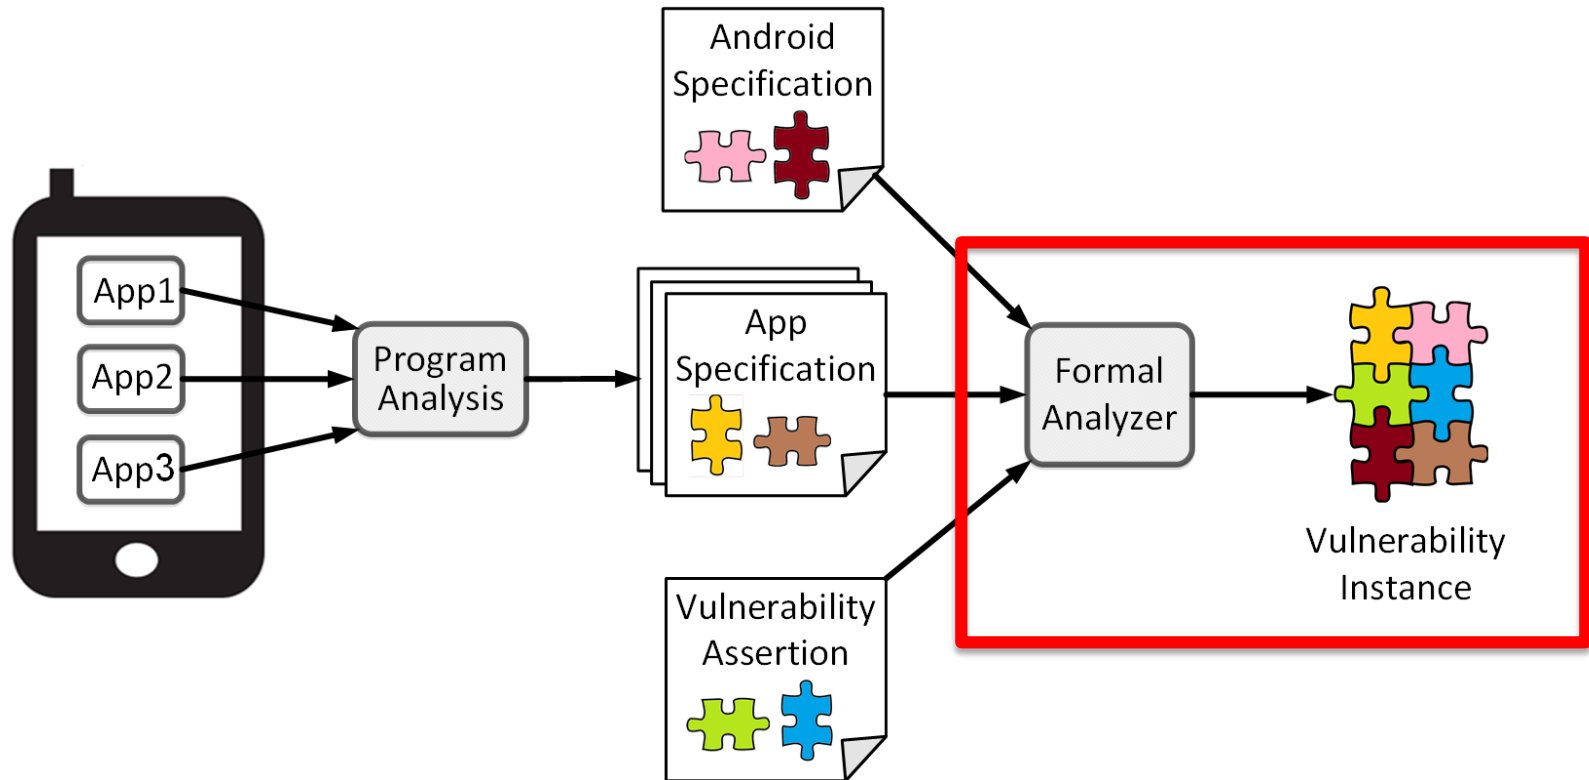 Android
Specification
App1
App2
App3
Program
Analysis
App
Specification
Formal
Analyzer
Vulnerability
Instance
Vulnerability
Assertion